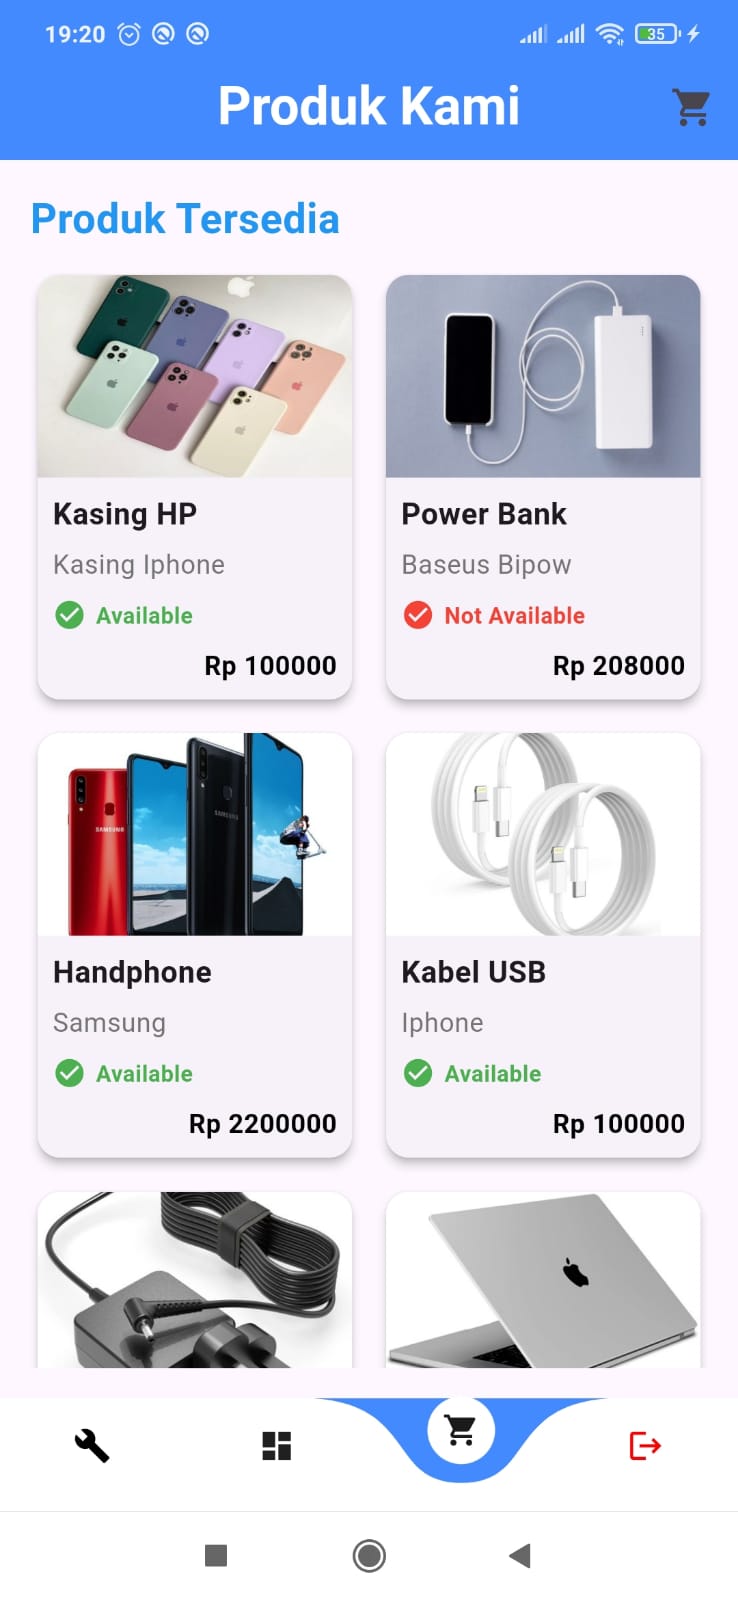 19:20
35
Produk Kami
Produk Tersedia
Kasing HP
Kasing Iphone
Available
Rp 100000
Power Bank
Baseus Bipow
Not Available
Rp 208000
SAMSUNG
SAMSUNG
Handphone
Samsung
Available
Rp 2200000
Kabel USB
Iphone
Available
Rp 100000